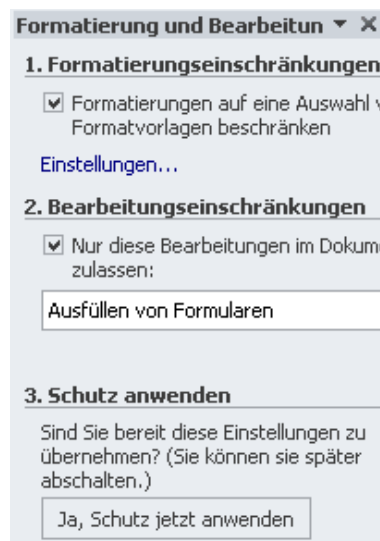 Formatierung und Bearbeitun
1. Formatierungseinschränkungen
Formatierungen auf eine Auswahl
Formatvorlagen beschränken
Einstellungen...
2. Bearbeitungseinschränkungen
Nur diese Bearbeitungen im Dokum
zulassen:
Ausfüllen von Formularen
3. Schutz anwenden
Sind Sie bereit diese Einstellungen zu
übernehmen? (Sie können sie später
abschalten.)
Ja, Schutz jetzt anwenden